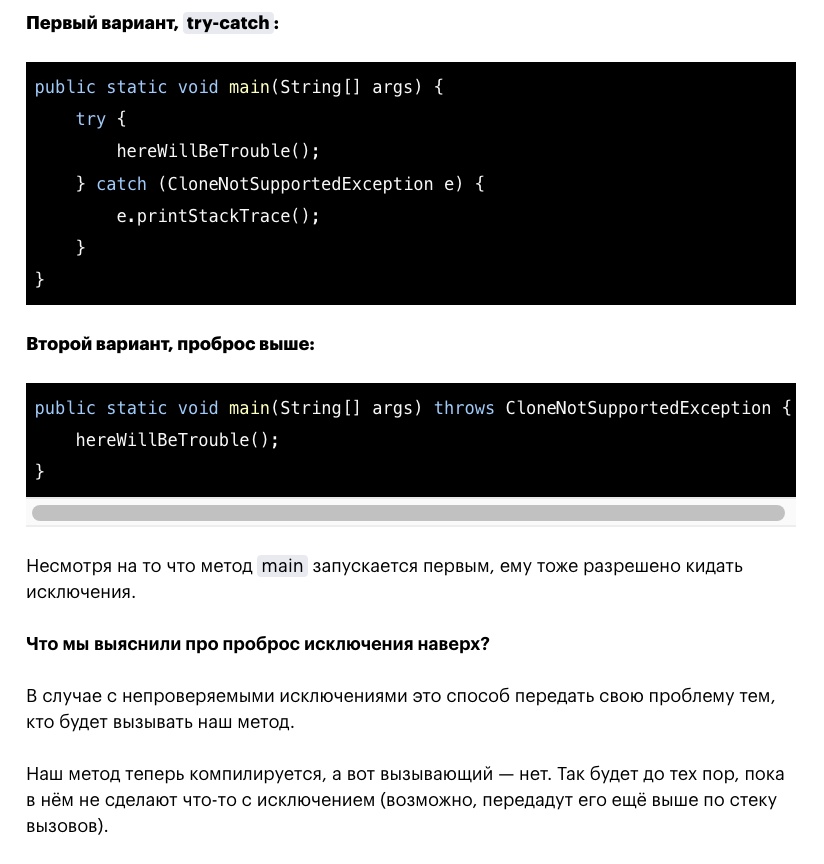 Первый вариант, try-catch:
public static void main(String[] args) {
    try {
        hereWillBeTrouble();
    } catch (CloneNotSupportedException e) {
        e.printStackTrace();
    }
}
Второй вариант, проброс выше:
public static void main(String[] args) throws CloneNotSupportedException {
    hereWillBeTrouble();
}
Несмотря на то что метод main запускается первым, ему тоже разрешено кидать
исключения.
Что мы выяснили про проброс исключения наверх?
В случае с непроверяемыми исключениями это способ передать свою проблему тем,
кто будет вызывать наш метод.
Наш метод теперь компилируется, а вот вызывающий — нет. Так будет до тех пор, пока
в нём не сделают что-то с исключением (возможно, передадут его ещё выше по стеку
вызовов).